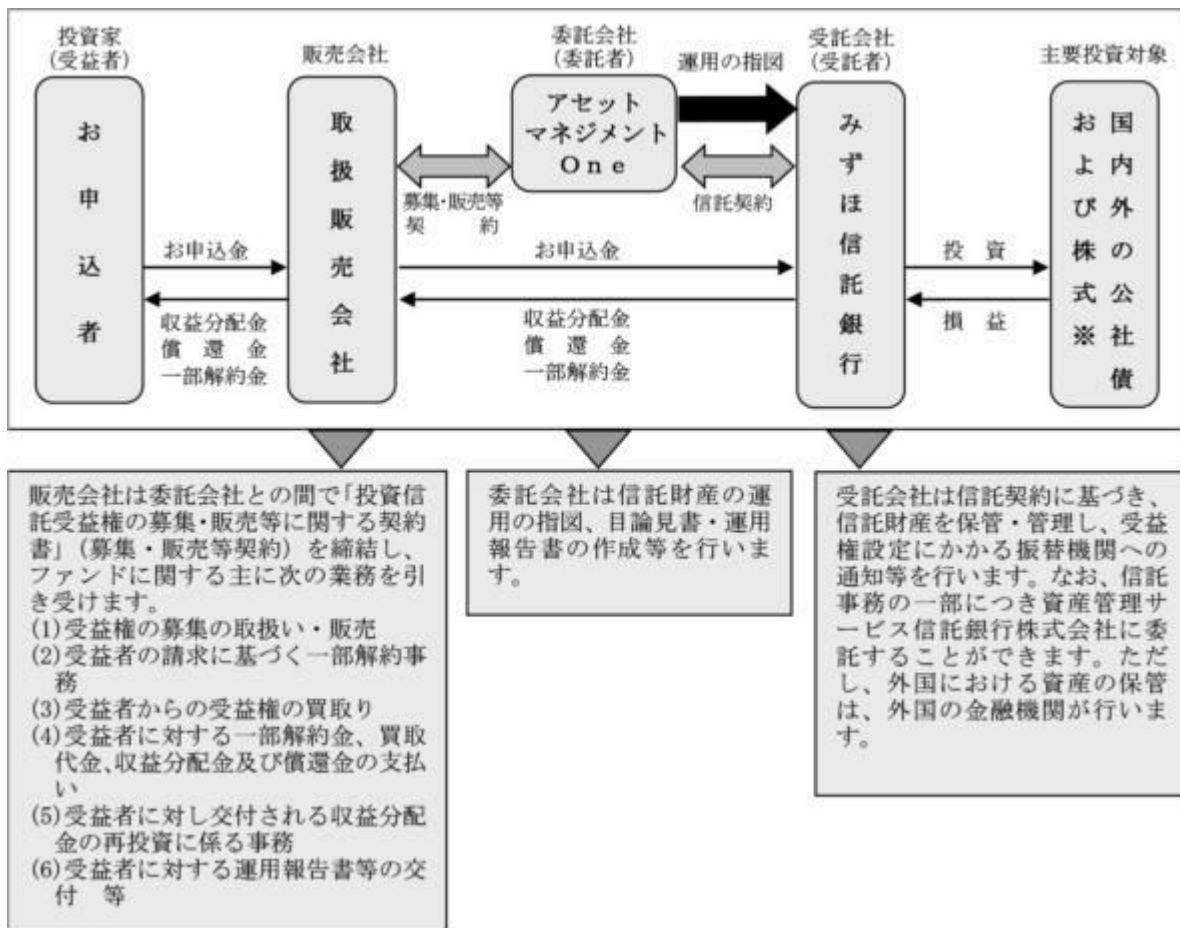 投資家
(受益者)
販売会社
委託会社
(委託者)
運用の指図
受託会社
(受託者)
主要投資対象
お申込者
取扱販売会社
アセット
マネジメント
One
みずほ信託銀行
国内外の公社債
および株式※
募集・販売等
契約
信託契約
お申込金
お申込金
投資
収益分配金
償還金
一部解約金
収益分配金
償還金
一部解約金
損益
販売会社は委託会社との間で「投資信
託受益権の募集・販売等に関する契約
書」(募集・販売等契約)を締結し、
ファンドに関する主に次の業務を引
き受けます。
(1)受益権の募集の取扱い・販売
(2)受益者の請求に基づく一部解約事
務
(3)受益者からの受益権の買取り
(4)受益者に対する一部解約金、買取
代金、収益分配金及び償還金の支払
い
(5)受益者に対し交付される収益分配
金の再投資に係る事務
(6)受益者に対する運用報告書等の交
付 等
委託会社は信託財産の運
用の指図、目論見書・運用
報告書の作成等を行いま
す。
受託会社は信託契約に基づき、
信託財産を保管・管理し、受益
権設定にかかる振替機関への
通知等を行います。なお、信託
事務の一部につき資産管理サ
ービス信託銀行株式会社に委
託することができます。ただ
し、外国における資産の保管
は、外国の金融機関が行いま
す。